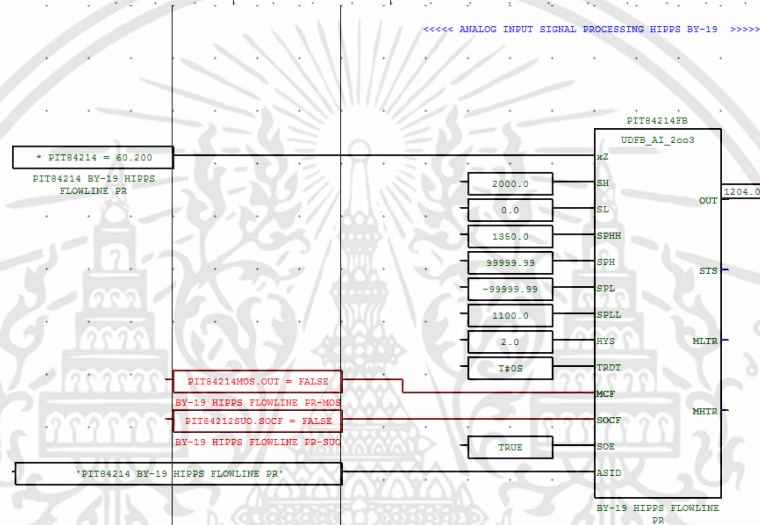 <<<<< ANALOG INPUT SIGNAL PROCESSING HIPPS BY-19 >>>>>
PIT84214FB
UDFB_AI_2oo3
* PIT84214 = 60.200
xZ
PIT84214 BY-19 HIPPS
FLOWLINE PR
2000.0
SH
OUT
1204.0
0.0
SL
1350.0
SPHH
99999.99
SPH
STS
-99999.99
SPL
1100.0
SPLL
2.0
HYS
MLTR
T#0S
TRDT
PIT84214MOS.OUT = FALSE
MCF
BY-19 HIPPS FLOWLINE PR-MOS
MHTR
PIT84212SUO.SOCF = FALSE
SOCF
BY-19 HIPPS FLOWLINE PR-SUO
TRUE
SOE
'PIT84214 BY-19 HIPPS FLOWLINE PR'
ASID
BY-19 HIPPS FLOWLINE
PR